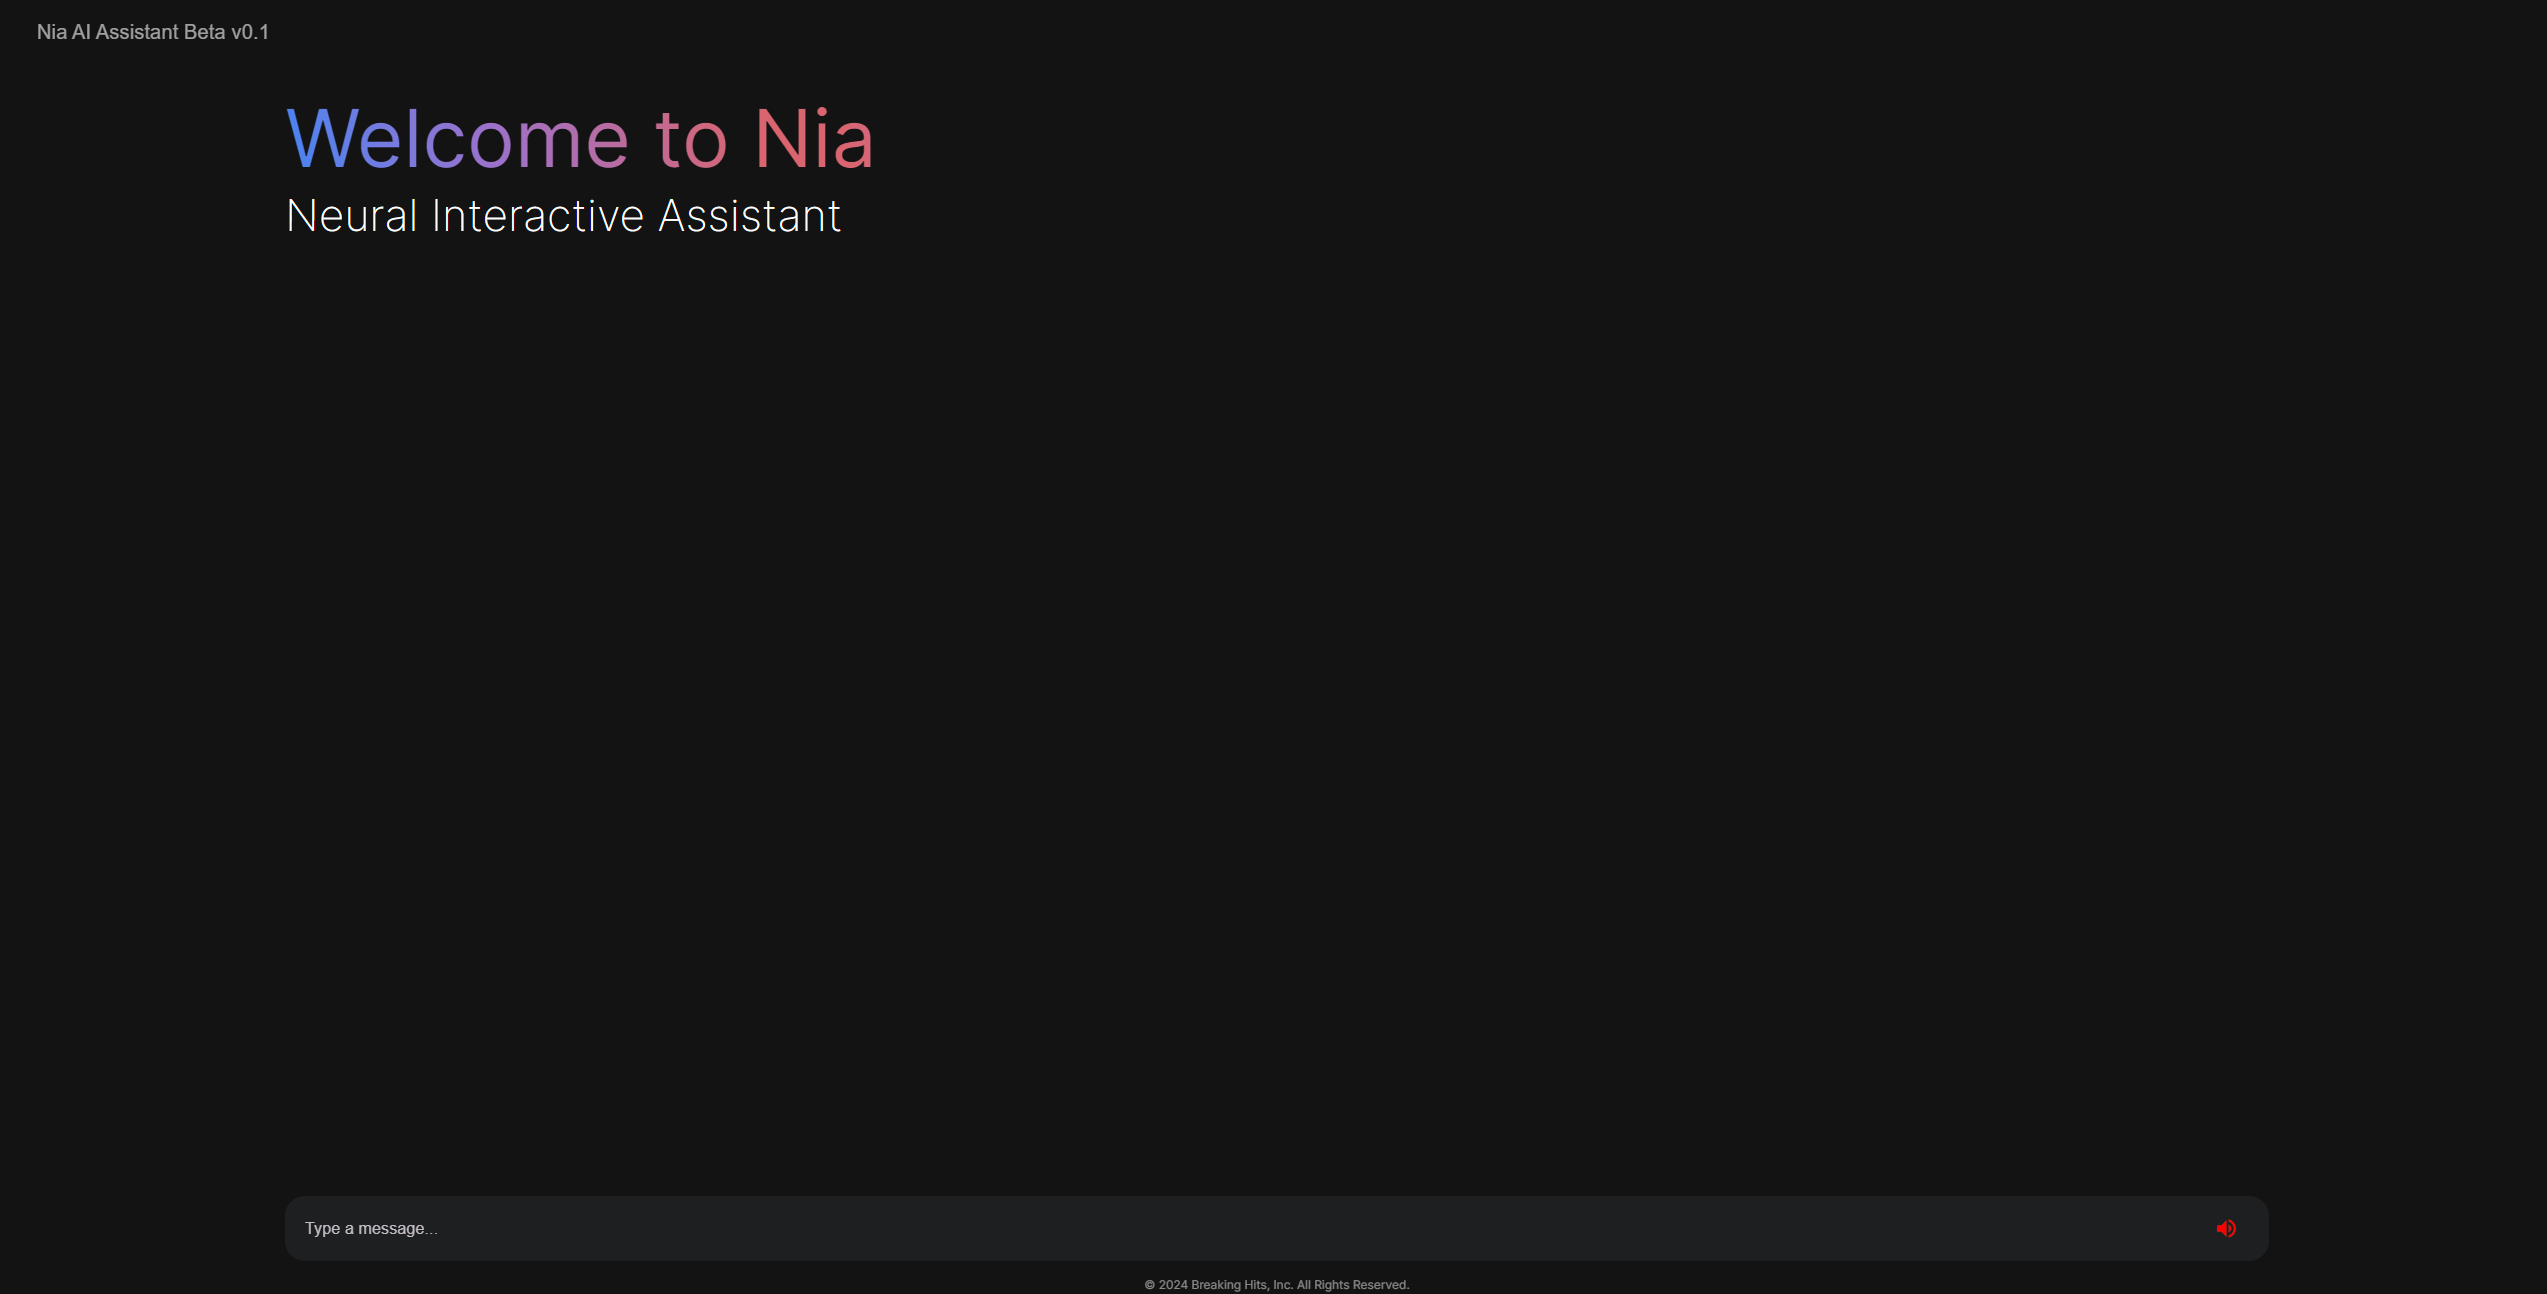 Nia AI Assistant Beta v0.1
Welcome to Nia
Neural Interactive Assistant
Type a message...
© 2024 Breaking Hits, Inc. All Rights Reserved.